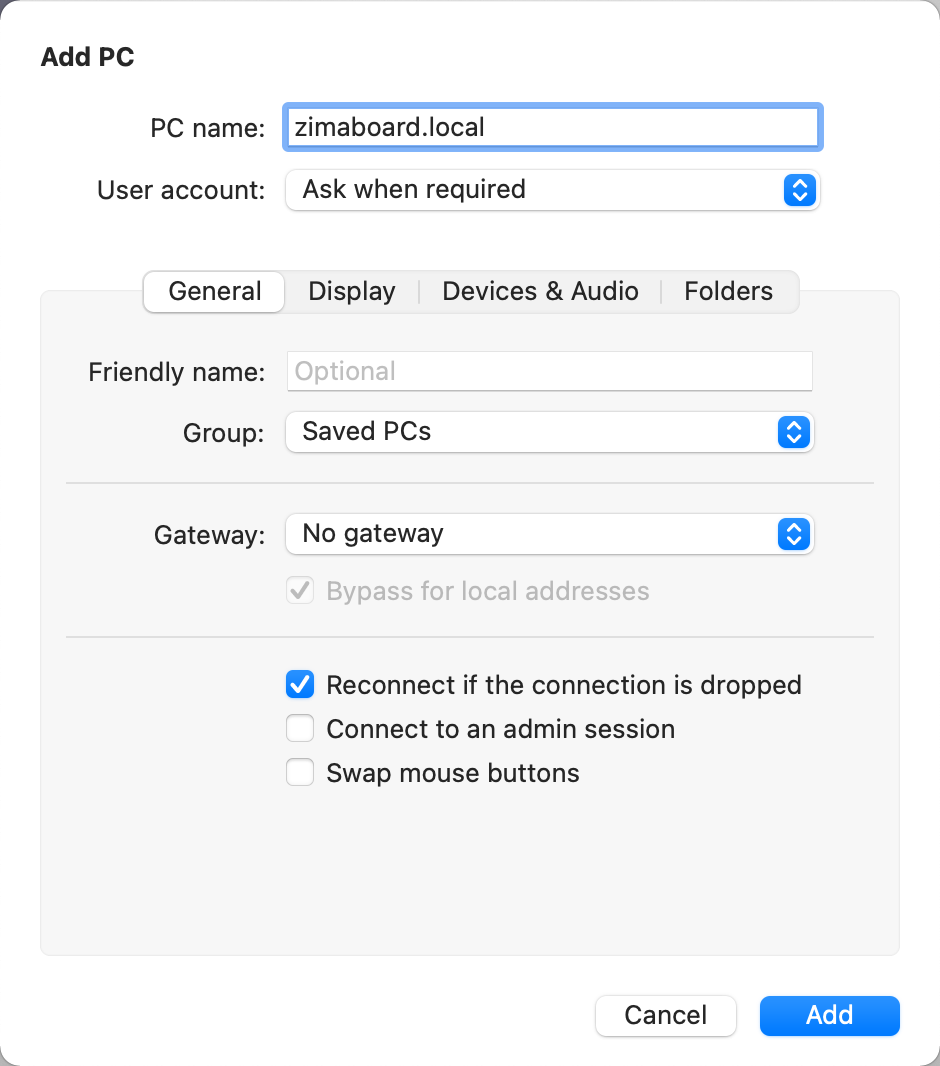 Add PC
PC name: zimaboard.local
User account: Ask when required
General Display Devices & Audio Folders
Friendly name: Optional
Group: Saved PCs
Gateway: No gateway
Bypass for local addresses
Reconnect if the connection is dropped
Connect to an admin session
Swap mouse buttons
Cancel Add